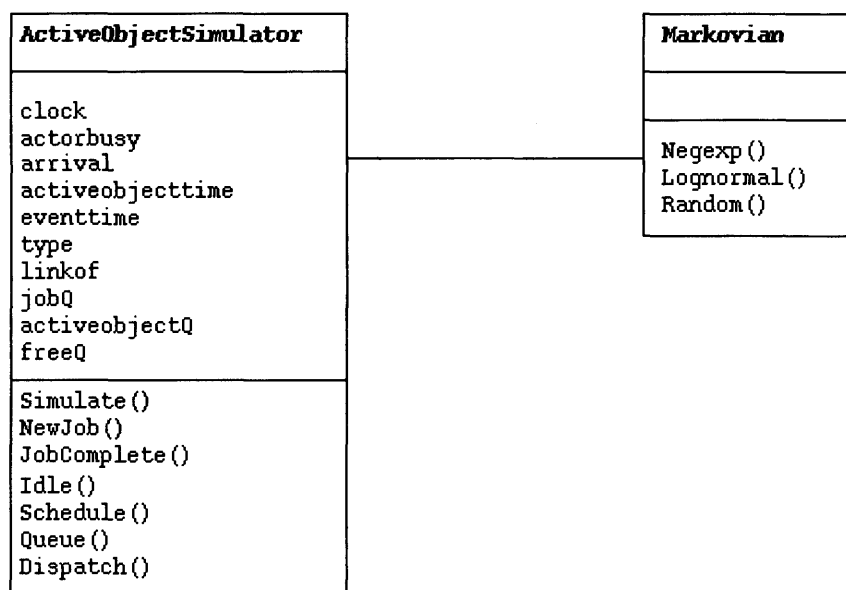 ActiveObjectSimulator
clock
actorbusy
arrival
activeobjecttime
eventtime
type
linkof
jobQ
activeobjectQ
freeQ
Simulate()
NewJob()
JobComplete()
Idle()
Schedule()
Queue()
Dispatch()
Markovian
Negexp()
Lognormal()
Random()